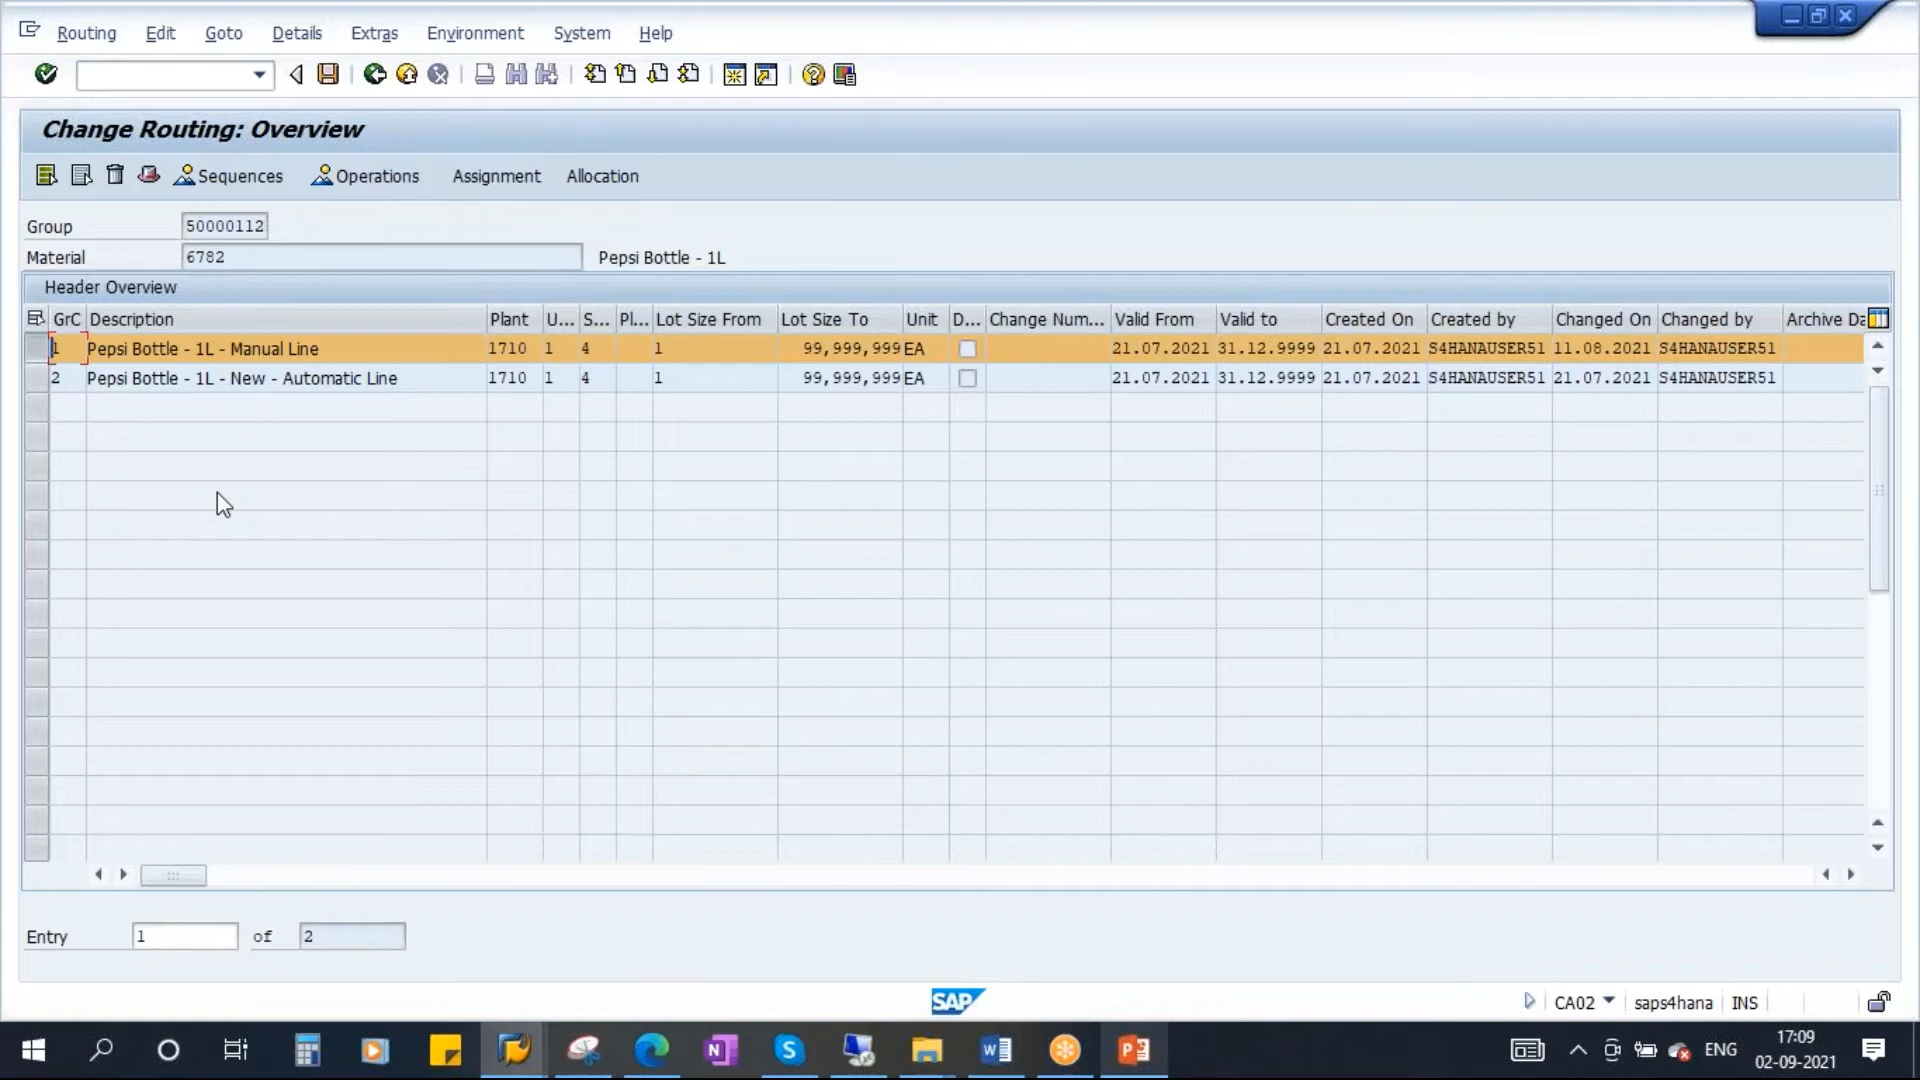 Routing Edit Goto Details Extras Environment System Help
Change Routing: Overview
Sequences Operations Assignment Allocation
Group 50000112
Material 6782 Pepsi Bottle - 1L
Header Overview
GrC Description Plant U... S... Pl... Lot Size From Lot Size To Unit D... Change Num... Valid From Valid to Created On Created by Changed On Changed by Archive Da
1 Pepsi Bottle - 1L - Manual Line 1710 1 4 1 99,999,999 EA 21.07.2021 31.12.9999 21.07.2021 S4HANAUSER51 11.08.2021 S4HANAUSER51
2 Pepsi Bottle - 1L - New - Automatic Line 1710 1 4 1 99,999,999 EA 21.07.2021 31.12.9999 21.07.2021 S4HANAUSER51 21.07.2021 S4HANAUSER51
Entry 1 of 2
SAP
CA02 saps4hana INS
N S W P
ENG
17:09
02-09-2021